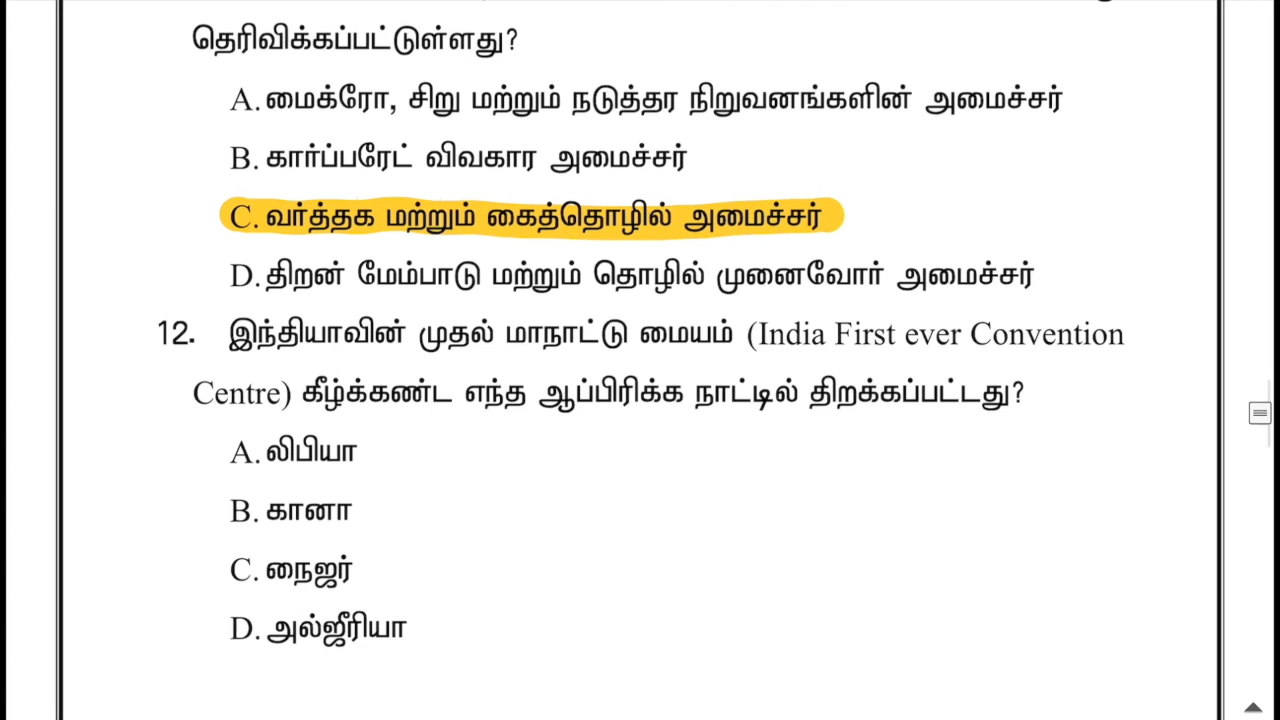 தெரிவிக்கப்பட்டுள்ளது?
A. மைக்ரோ, சிறு மற்றும் நடுத்தர நிறுவனங்களின் அமைச்சர்
B. கார்ப்பரேட் விவகார அமைச்சர்
C. வர்த்தக மற்றும் கைத்தொழில் அமைச்சர்
D. திறன் மேம்பாடு மற்றும் தொழில் முனைவோர் அமைச்சர்
12. இந்தியாவின் முதல் மாநாட்டு மையம் (India First ever Convention
Centre) கீழ்க்கண்ட எந்த ஆப்பிரிக்க நாட்டில் திறக்கப்பட்டது?
A. லிபியா
B. கானா
C. நைஜர்
D. அல்ஜீரியா